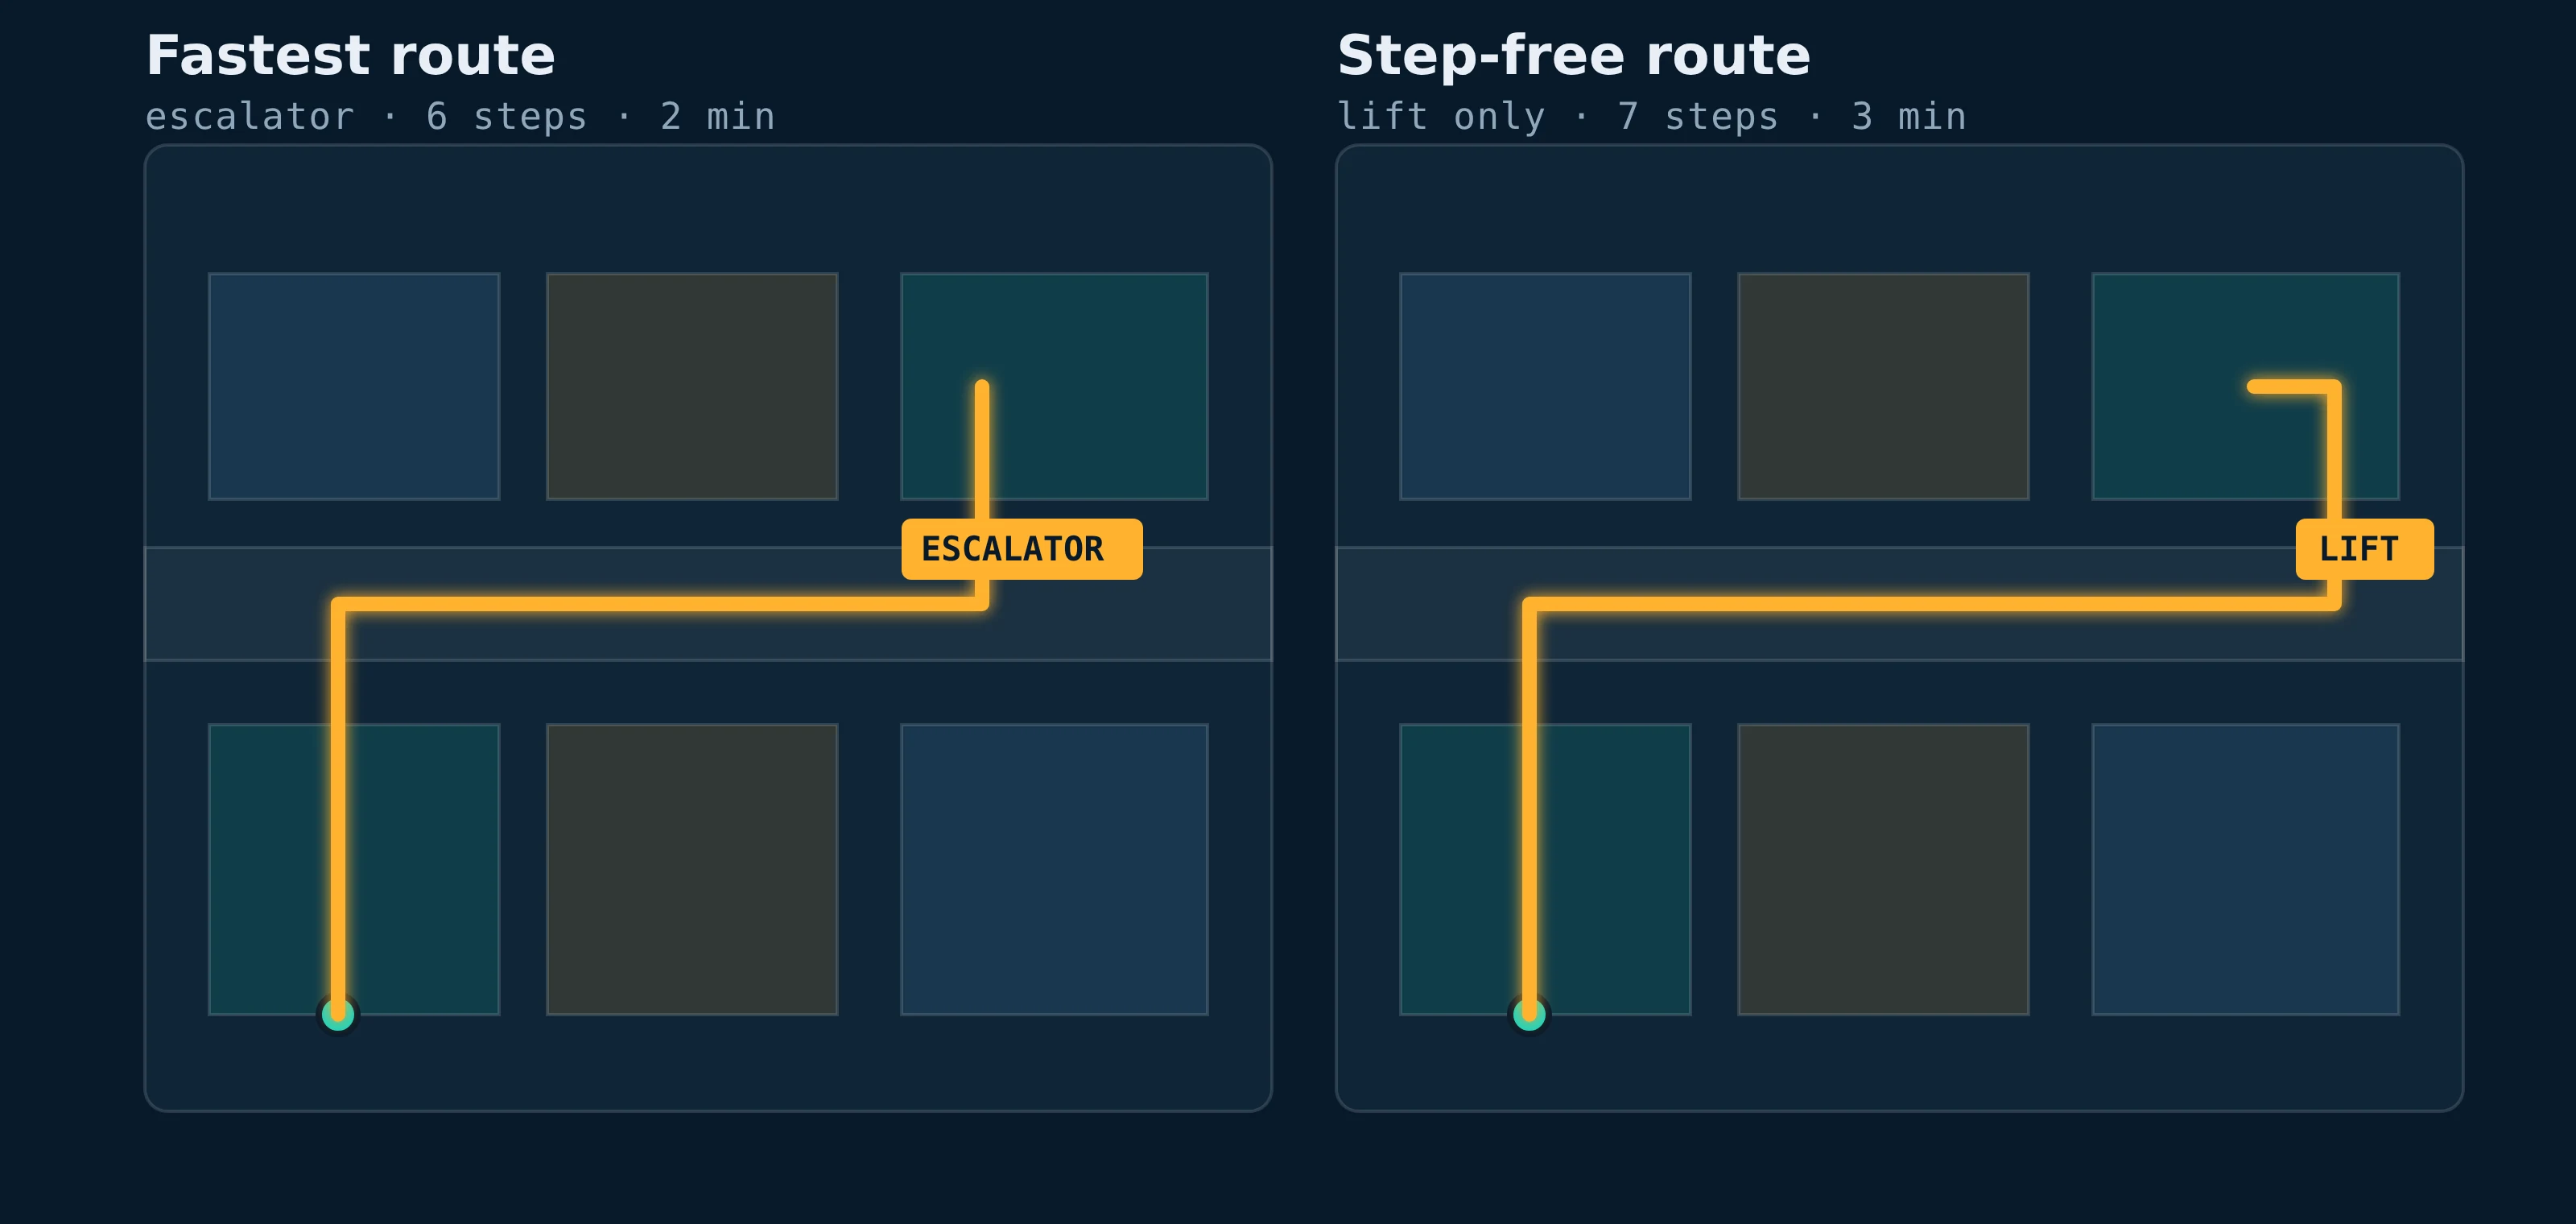 Fastest route
escalator · 6 steps · 2 min
ESCALATOR
Step-free route
lift only · 7 steps · 3 min
LIFT